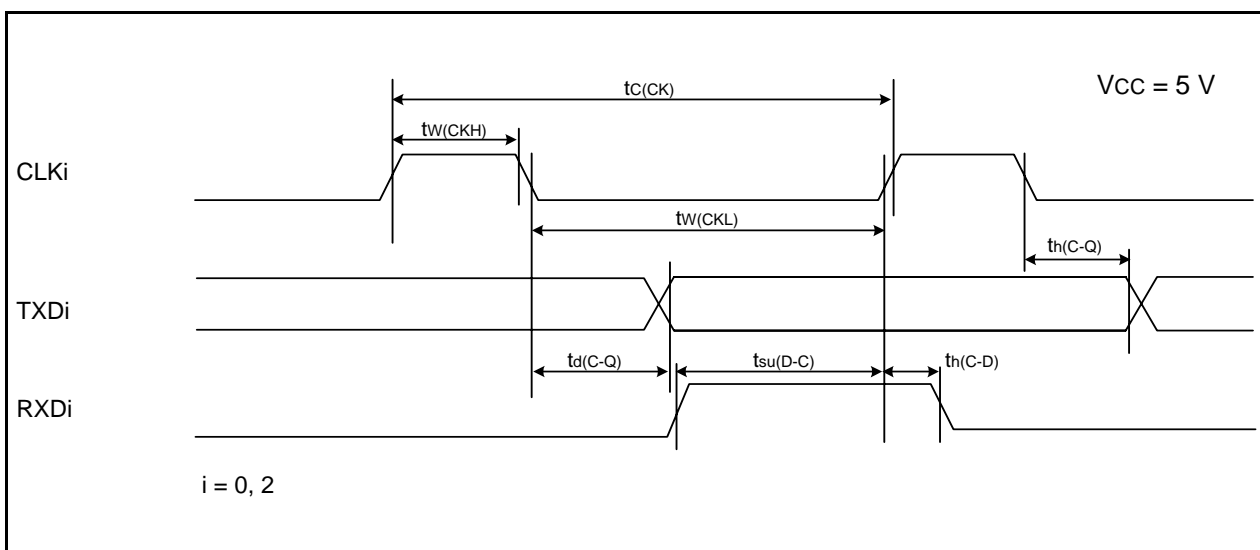 tC(CK)
VCC = 5 V
tW(CKH)
CLKi
tW(CKL)
th(C-Q)
TXDi
td(C-Q) tsu(D-C) th(C-D)
RXDi
i = 0, 2